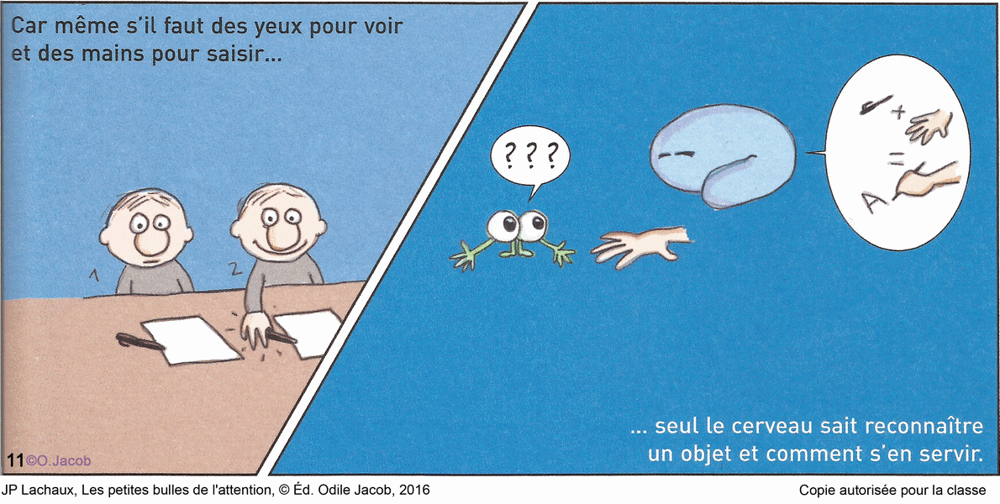 Car même s'il faut des yeux pour voir
et des mains pour saisir...
1
2
? ? ?
+
=
A
... seul le cerveau sait reconnaître
un objet et comment s'en servir.
11©O.Jacob
JP Lachaux, Les petites bulles de l'attention, © Éd. Odile Jacob, 2016
Copie autorisée pour la classe